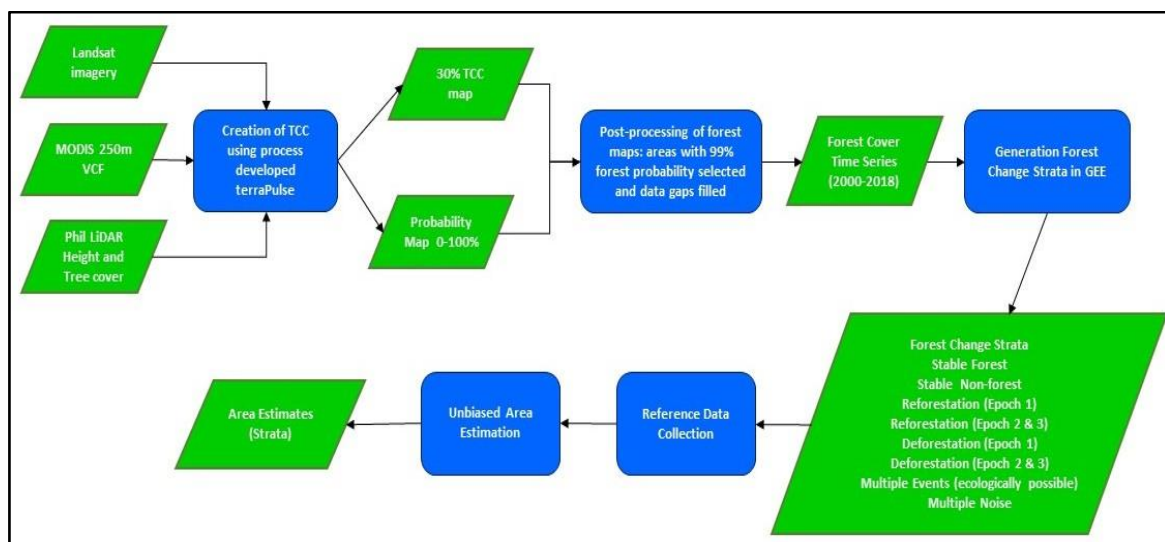 Landsat
imagery
MODIS 250m
VCF
Phil LiDAR
Height and
Tree cover
Creation of TCC
using process
developed
terraPulse
30% TCC
map
Probability
Map 0-100%
Post-processing of forest
maps: areas with 99%
forest probability selected
and data gaps filled
Forest Cover
Time Series
(2000-2018)
Generation Forest
Change Strata in GEE
Forest Change Strata
Stable Forest
Stable Non-forest
Reforestation (Epoch 1)
Reforestation (Epoch 2 & 3)
Deforestation (Epoch 1)
Deforestation (Epoch 2 & 3)
Multiple Events (ecologically possible)
Multiple Noise
Reference Data
Collection
Unbiased Area
Estimation
Area Estimates
(Strata)